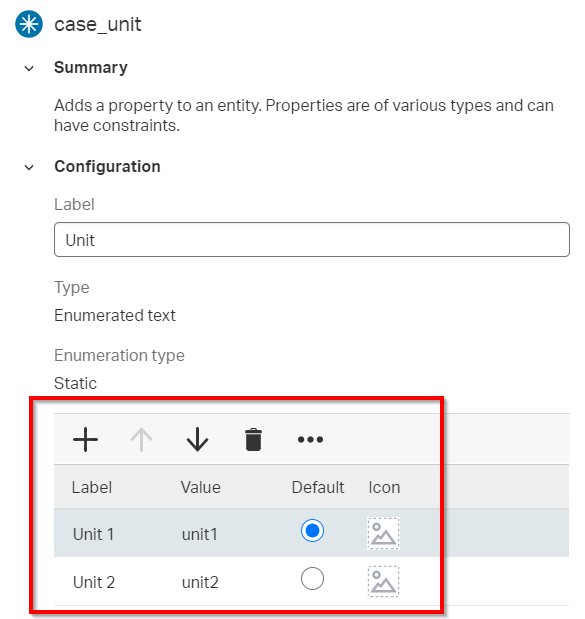 case_unit
Summary
Adds a property to an entity. Properties are of various types and can
have constraints.
Configuration
Label
Unit
Type
Enumerated text
Enumeration type
Static
Label Value Default Icon
Unit 1 unit1
Unit 2 unit2